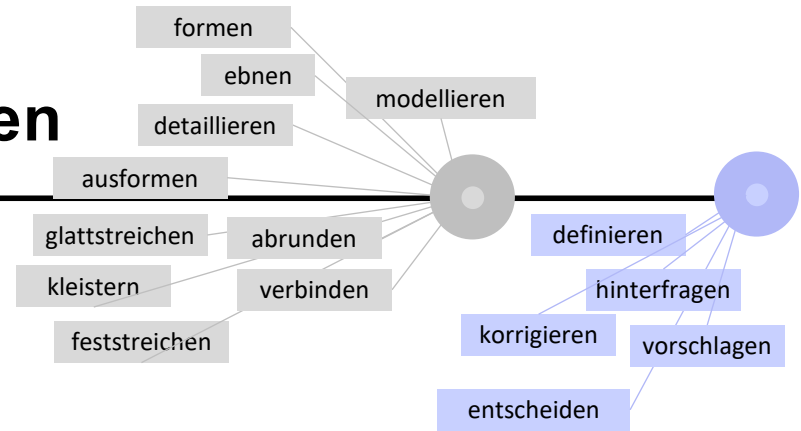 formen
ebnen
modellieren
en
detaillieren
ausformen
glattstreichen
abrunden
definieren
kleistern
verbinden
hinterfragen
feststreichen
korrigieren
vorschlagen
entscheiden